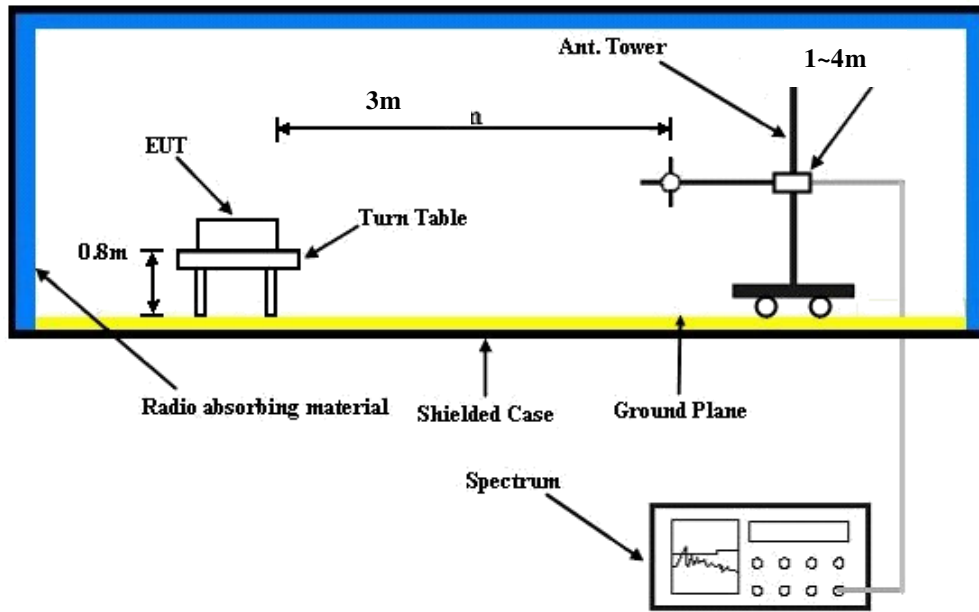 Ant. Tower
1~4m
3m
n
EUT
Turn Table
0.8m
Radio absorbing material
Shielded Case
Ground Plane
Spectrum